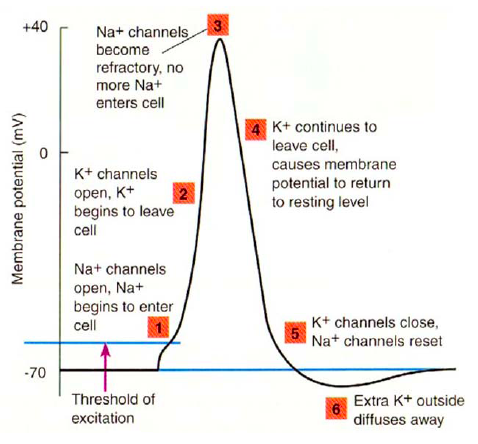 +40
Na+ channels
become
refractory, no
more Na+
enters cell
3
4
K+ continues to
leave cell,
causes membrane
potential to return
to resting level
Membrane potential (mV)
0
K+ channels
open, K+
begins to leave
cell
2
Na+ channels
open, Na+
begins to enter
cell
1
5
K+ channels close,
Na+ channels reset
-70
Threshold of
excitation
6
Extra K+ outside
diffuses away